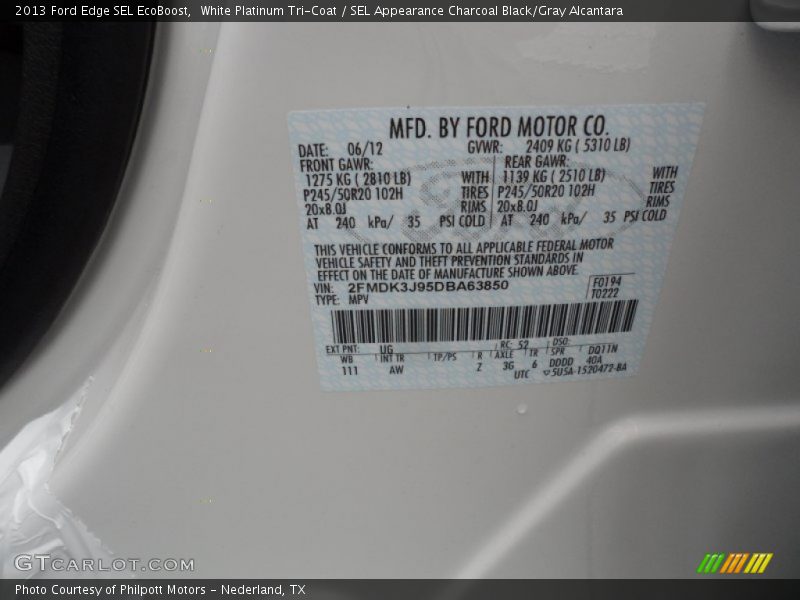 2013 Ford Edge SEL EcoBoost,  White Platinum Tri-Coat / SEL Appearance Charcoal Black/Gray Alcantara
MFD. BY FORD MOTOR CO.
DATE: 06/12 GVWR: 2409 KG ( 5310 LB)
FRONT GAWR: REAR GAWR:
1275 KG ( 2810 LB) WITH 1139 KG ( 2510 LB) WITH
P245/50R20 102H TIRES P245/50R20 102H TIRES
20x8.0J RIMS 20x8.0J RIMS
AT 240 kPa/ 35 PSI COLD AT 240 kPa/ 35 PSI COLD
THIS VEHICLE CONFORMS TO ALL APPLICABLE FEDERAL MOTOR
VEHICLE SAFETY AND THEFT PREVENTION STANDARDS IN
EFFECT ON THE DATE OF MANUFACTURE SHOWN ABOVE.
VIN: 2FMDK3J95DBA63850 F0194
TYPE: MPV T0222
EXT PNT: UG RC: 52 DSO:
WB INT TR TP/PS R AXLE TR SPR DQ11N
111 AW Z 3G 6 DDDD 40A
UTC 5U5A-1520472-BA
GTCARLOT.COM
Photo Courtesy of Philpott Motors - Nederland, TX